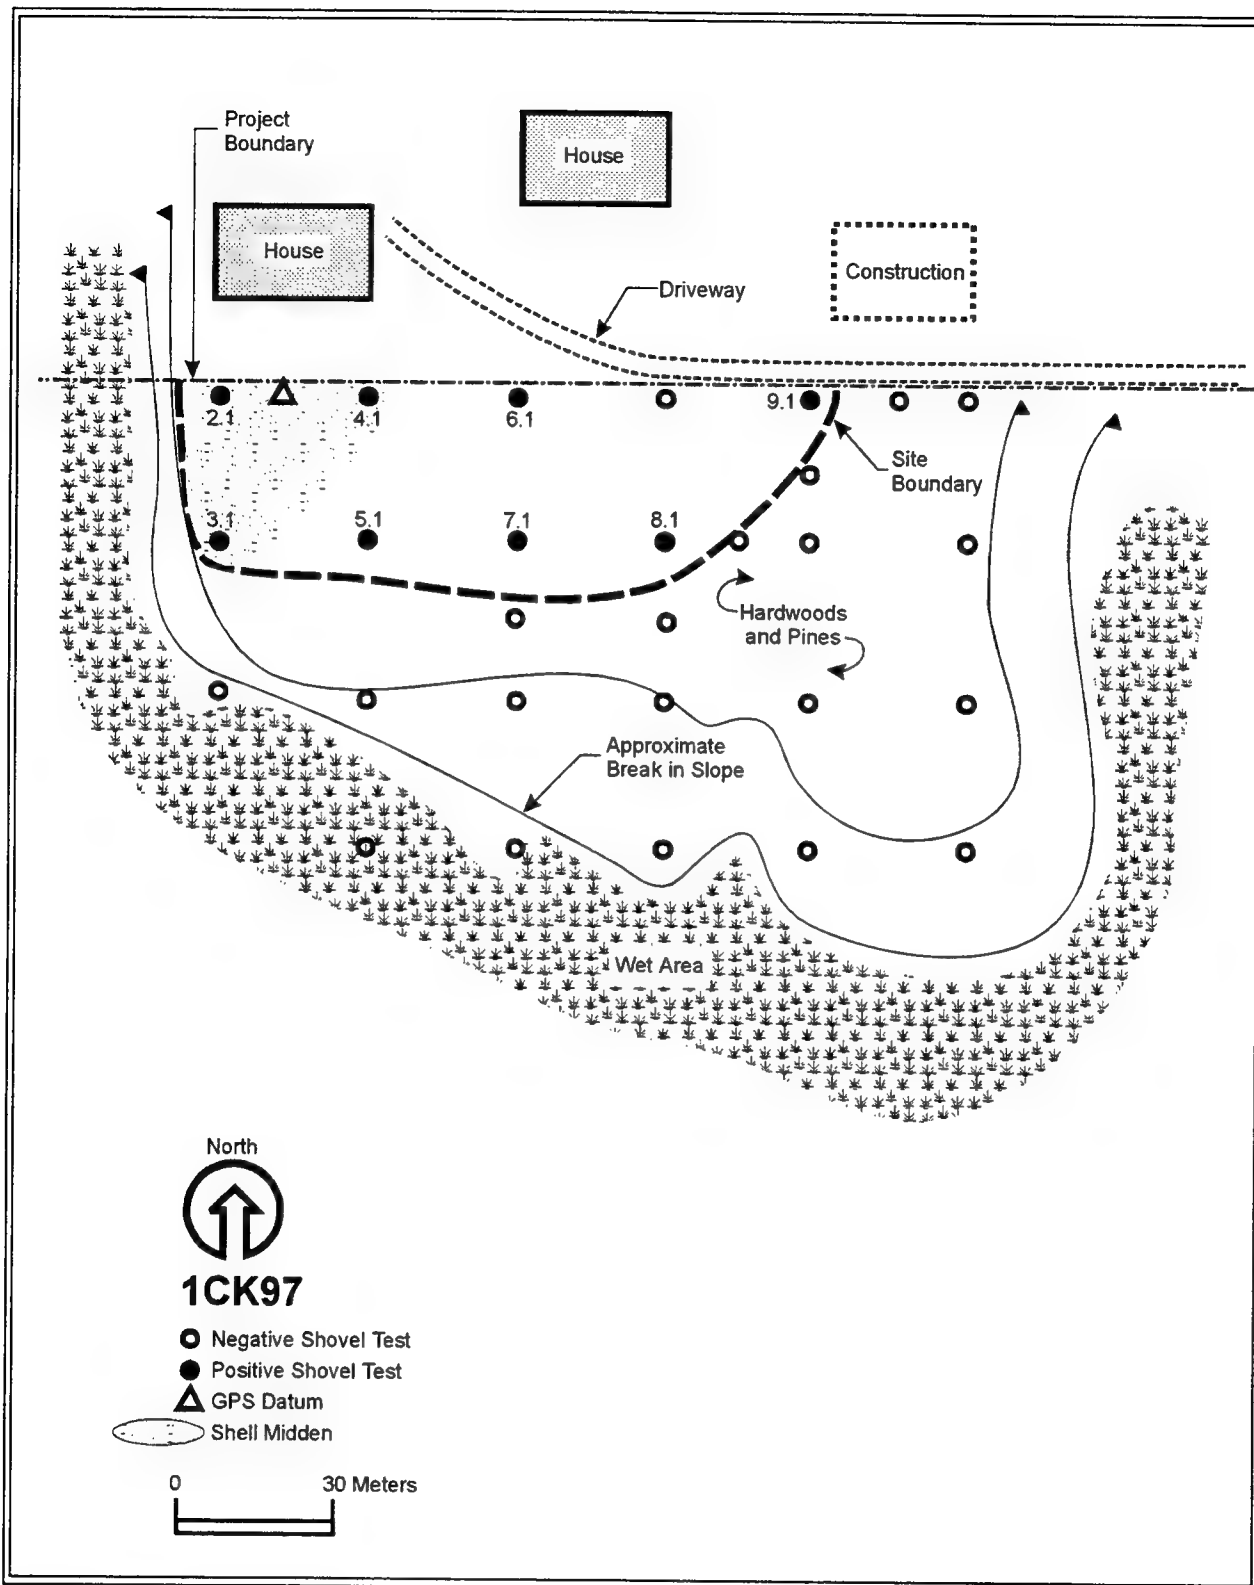 Project
Boundary
House
House
Construction
Driveway
2.1
4.1
6.1
9.1
Site
Boundary
3.1
5.1
7.1
8.1
Hardwoods
and Pines
Approximate
Break in Slope
Wet Area
North
1CK97
Negative Shovel Test
Positive Shovel Test
GPS Datum
Shell Midden
0
30 Meters